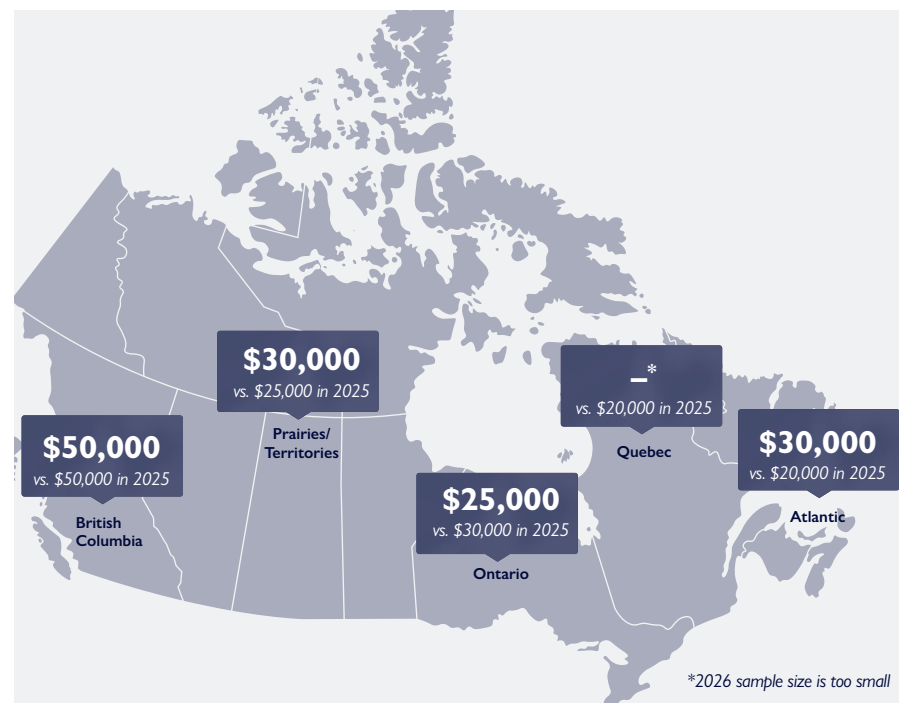 $30,000
vs. $25,000 in 2025
Prairies/
Territories
–*
vs. $20,000 in 2025
Quebec
$50,000
vs. $50,000 in 2025
British
Columbia
$30,000
vs. $20,000 in 2025
Atlantic
$25,000
vs. $30,000 in 2025
Ontario
*2026 sample size is too small